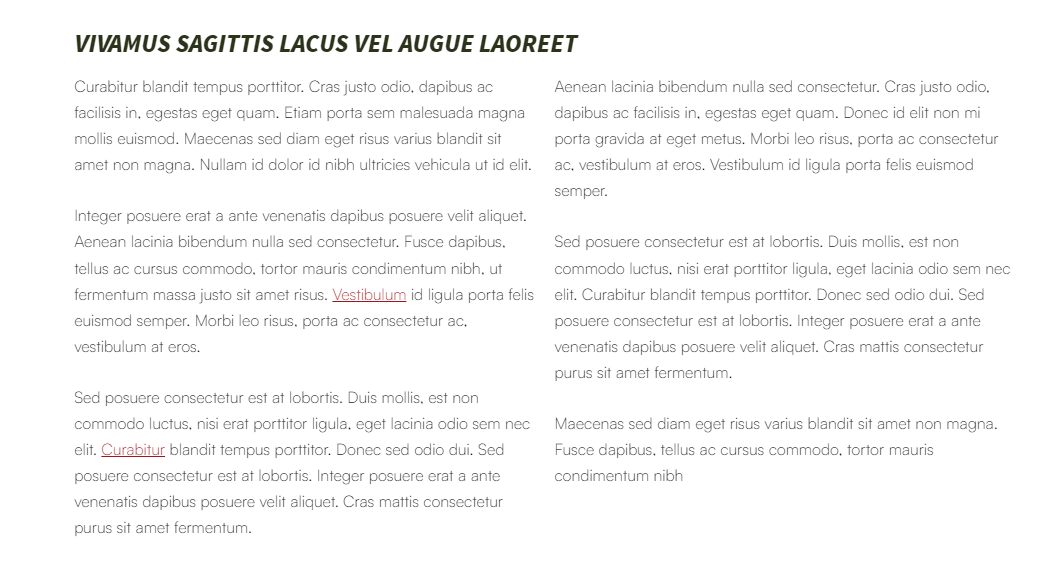 VIVAMUS SAGITTIS LACUS VEL AUGUE LAOREET
Curabitur blandit tempus porttitor. Cras justo odio, dapibus ac
facilisis in, egestas eget quam. Etiam porta sem malesuada magna
mollis euismod. Maecenas sed diam eget risus varius blandit sit
amet non magna. Nullam id dolor id nibh ultricies vehicula ut id elit.
Integer posuere erat a ante venenatis dapibus posuere velit aliquet.
Aenean lacinia bibendum nulla sed consectetur. Fusce dapibus,
tellus ac cursus commodo, tortor mauris condimentum nibh, ut
fermentum massa justo sit amet risus. Vestibulum id ligula porta felis
euismod semper. Morbi leo risus, porta ac consectetur ac,
vestibulum at eros.
Sed posuere consectetur est at lobortis. Duis mollis, est non
commodo luctus, nisi erat porttitor ligula, eget lacinia odio sem nec
elit. Curabitur blandit tempus porttitor. Donec sed odio dui. Sed
posuere consectetur est at lobortis. Integer posuere erat a ante
venenatis dapibus posuere velit aliquet. Cras mattis consectetur
purus sit amet fermentum.
Aenean lacinia bibendum nulla sed consectetur. Cras justo odio,
dapibus ac facilisis in, egestas eget quam. Donec id elit non mi
porta gravida at eget metus. Morbi leo risus, porta ac consectetur
ac, vestibulum at eros. Vestibulum id ligula porta felis euismod
semper.
Sed posuere consectetur est at lobortis. Duis mollis, est non
commodo luctus, nisi erat porttitor ligula, eget lacinia odio sem nec
elit. Curabitur blandit tempus porttitor. Donec sed odio dui. Sed
posuere consectetur est at lobortis. Integer posuere erat a ante
venenatis dapibus posuere velit aliquet. Cras mattis consectetur
purus sit amet fermentum.
Maecenas sed diam eget risus varius blandit sit amet non magna.
Fusce dapibus, tellus ac cursus commodo, tortor mauris
condimentum nibh